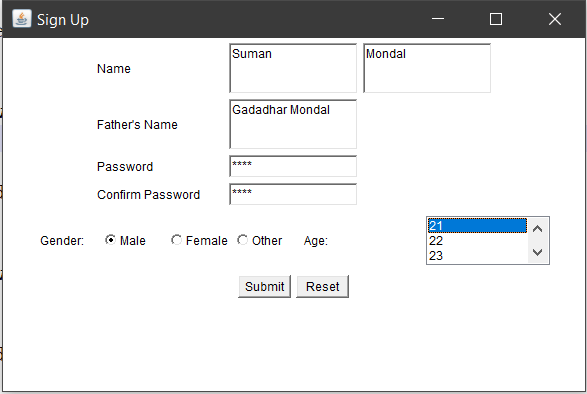 Sign Up
Name Suman Mondal
Father's Name Gadadhar Mondal
Password ****
Confirm Password ****
Gender: Male Female Other Age: 21
22
23
Submit Reset